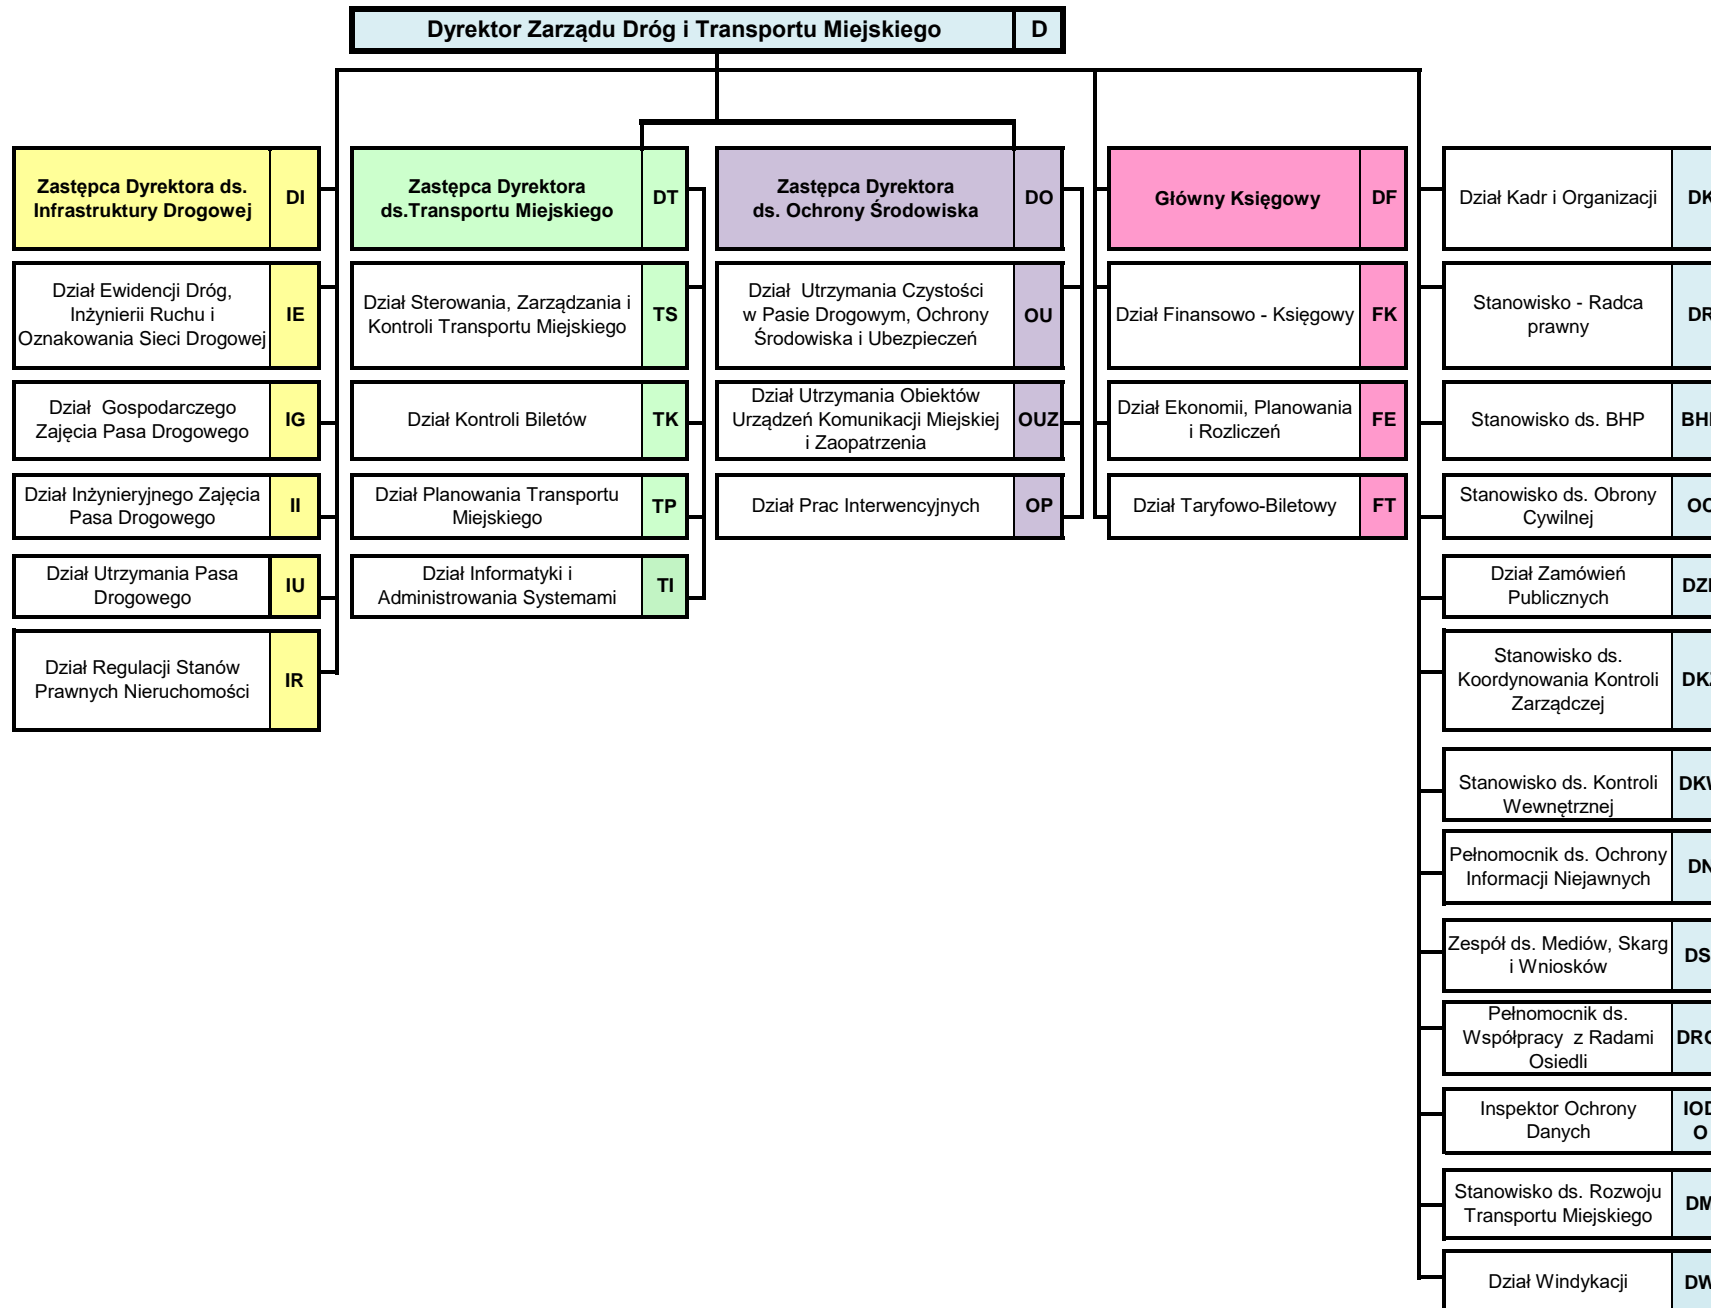 Dyrektor Zarządu Dróg i Transportu Miejskiego D
Zastępca Dyrektora ds.
Infrastruktury Drogowej
DI
Dział Ewidencji Dróg,
Inżynierii Ruchu i
Oznakowania Sieci Drogowej
IE
Dział Gospodarczego
Zajęcia Pasa Drogowego
IG
Dział Inżynieryjnego Zajęcia
Pasa Drogowego
II
Dział Utrzymania Pasa
Drogowego
IU
Dział Regulacji Stanów
Prawnych Nieruchomości
IR
Zastępca Dyrektora
ds.Transportu Miejskiego
DT
Dział Sterowania, Zarządzania i
Kontroli Transportu Miejskiego
TS
Dział Kontroli Biletów
TK
Dział Planowania Transportu
Miejskiego
TP
Dział Informatyki i
Administrowania Systemami
TI
Zastępca Dyrektora
ds. Ochrony Środowiska
DO
Dział Utrzymania Czystości
w Pasie Drogowym, Ochrony
Środowiska i Ubezpieczeń
OU
Dział Utrzymania Obiektów
Urządzeń Komunikacji Miejskiej
i Zaopatrzenia
OUZ
Dział Prac Interwencyjnych
OP
Główny Księgowy
DF
Dział Finansowo - Księgowy
FK
Dział Ekonomii, Planowania
i Rozliczeń
FE
Dział Taryfowo-Biletowy
FT
Dział Kadr i Organizacji
DK
Stanowisko - Radca
prawny
DR
Stanowisko ds. BHP
Stanowisko ds. Obrony
Cywilnej
Dział Zamówień
Publicznych
Stanowisko ds.
Koordynowania Kontroli
Zarządczej
Stanowisko ds. Kontroli
Wewnętrznej
Pełnomocnik ds. Ochrony
Informacji Niejawnych
DN
Zespół ds. Mediów, Skarg
i Wniosków
DS
Pełnomocnik ds.
Współpracy z Radami
Osiedli
Inspektor Ochrony
Danych
IOD
O
Stanowisko ds. Rozwoju
Transportu Miejskiego
DM
Dział Windykacji
DW